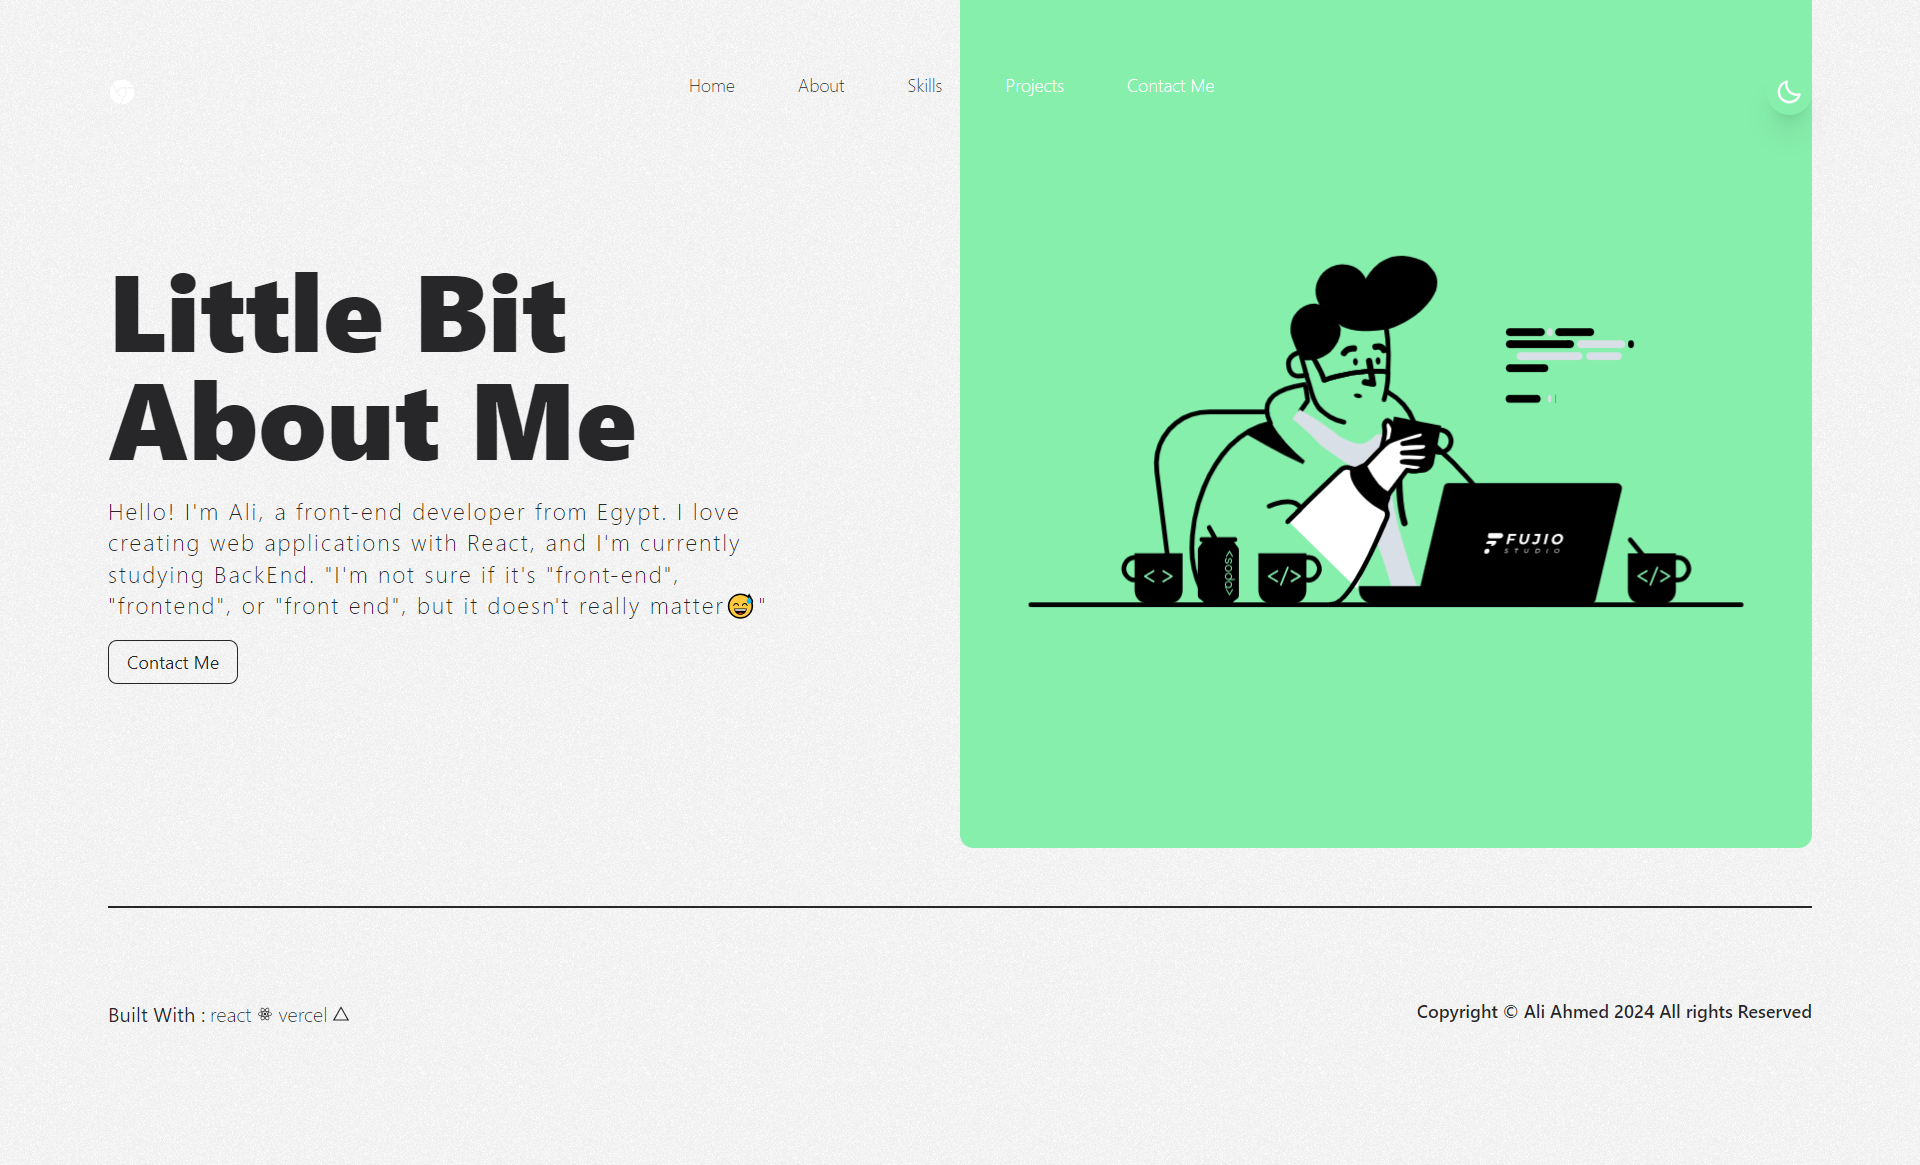 Home About Skills Projects Contact Me
Little Bit
About Me
Hello! I'm Ali, a front-end developer from Egypt. I love
creating web applications with React, and I'm currently
studying BackEnd. "I'm not sure if it's "front-end",
"frontend", or "front end", but it doesn't really matter😅"
Contact Me
FUJIO
STUDIO
< >
<soda>
</>
</>
Built With : react vercel
Copyright © Ali Ahmed 2024 All rights Reserved